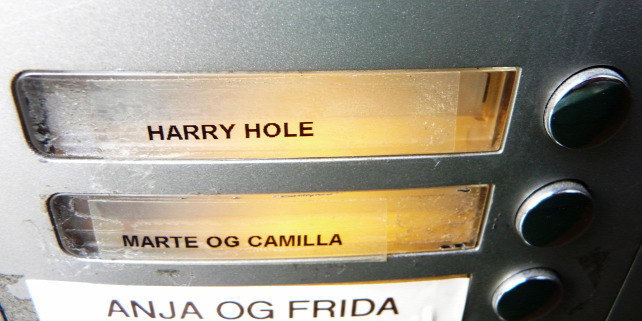 HARRY HOLE
MARTE OG CAMILLA
ANJA OG FRIDA